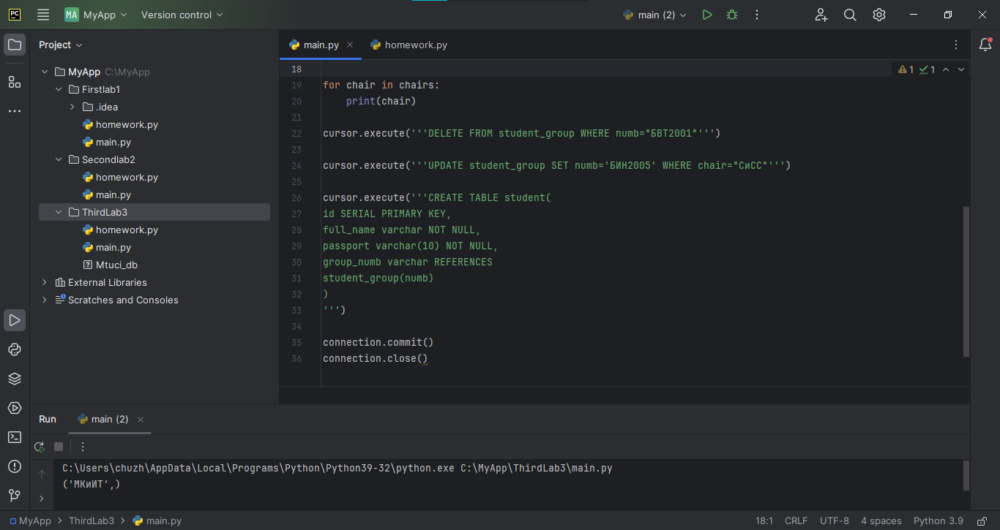 PC
MA MyApp Version control main (2)
Project
main.py
homework.py
MyApp C:\MyApp
Firstlab1
.idea
homework.py
main.py
Secondlab2
homework.py
main.py
ThirdLab3
homework.py
main.py
Mtuci_db
External Libraries
Scratches and Consoles
1 1
18
19 for chair in chairs:
20 print(chair)
21
22 cursor.execute('''DELETE FROM student_group WHERE numb="БВТ2001"''')
23
24 cursor.execute('''UPDATE student_group SET numb='БИН2005' WHERE chair="СиСС"''')
25
26 cursor.execute('''CREATE TABLE student(
27 id SERIAL PRIMARY KEY,
28 full_name varchar NOT NULL,
29 passport varchar(10) NOT NULL,
30 group_numb varchar REFERENCES
31 student_group(numb)
32 )
33 ''')
34
35 connection.commit()
36 connection.close()
Run main (2)
C:\Users\chuzh\AppData\Local\Programs\Python\Python39-32\python.exe C:\MyApp\ThirdLab3\main.py
('МКиИТ',)
MyApp > ThirdLab3 > main.py
18:1 CRLF UTF-8 4 spaces Python 3.9